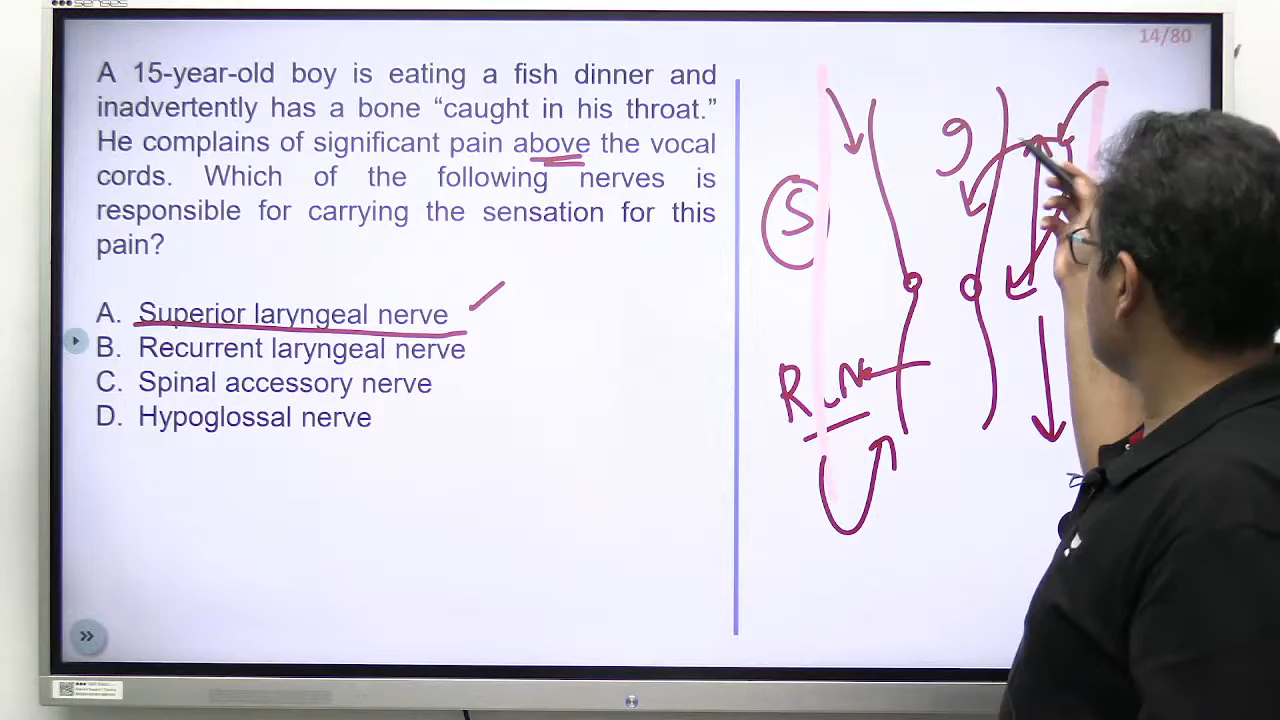 senses
14/80
A 15-year-old boy is eating a fish dinner and
inadvertently has a bone “caught in his throat.”
He complains of significant pain above the vocal
cords. Which of the following nerves is
responsible for carrying the sensation for this
pain?
A. Superior laryngeal nerve
B. Recurrent laryngeal nerve
C. Spinal accessory nerve
D. Hypoglossal nerve
S
RLN